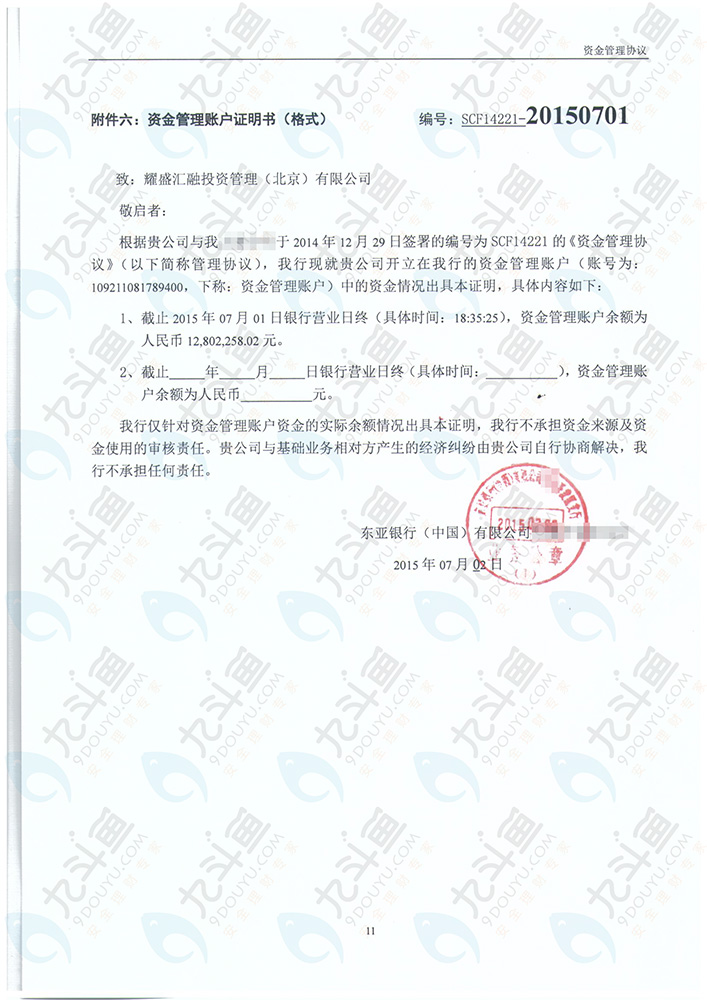 资金管理协议
附件六：资金管理账户证明书（格式） 编号：SCF14221-20150701
致：耀盛汇融投资管理（北京）有限公司
敬启者：
根据贵公司与我 于 2014 年 12 月 29 日签署的编号为 SCF14221 的《资金管理协
议》（以下简称管理协议），我行现就贵公司开立在我行的资金管理账户（账号为：
109211081789400，下称：资金管理账户）中的资金情况出具本证明，具体内容如下：
1、截止 2015 年 07 月 01 日银行营业日终（具体时间：18:35:25），资金管理账户余额为
人民币 12,802,258.02 元。
2、截止_____年_____月_____日银行营业日终（具体时间：__________），资金管理账
户余额为人民币__________元。
我行仅针对资金管理账户资金的实际余额情况出具本证明，我行不承担资金来源及资
金使用的审核责任。贵公司与基础业务相对方产生的经济纠纷由贵公司自行协商解决，我
行不承担任何责任。
东亚银行（中国）有限公司
2015 年 07 月 02 日
11
九斗鱼
9DOUYU.COM
安全理财专家